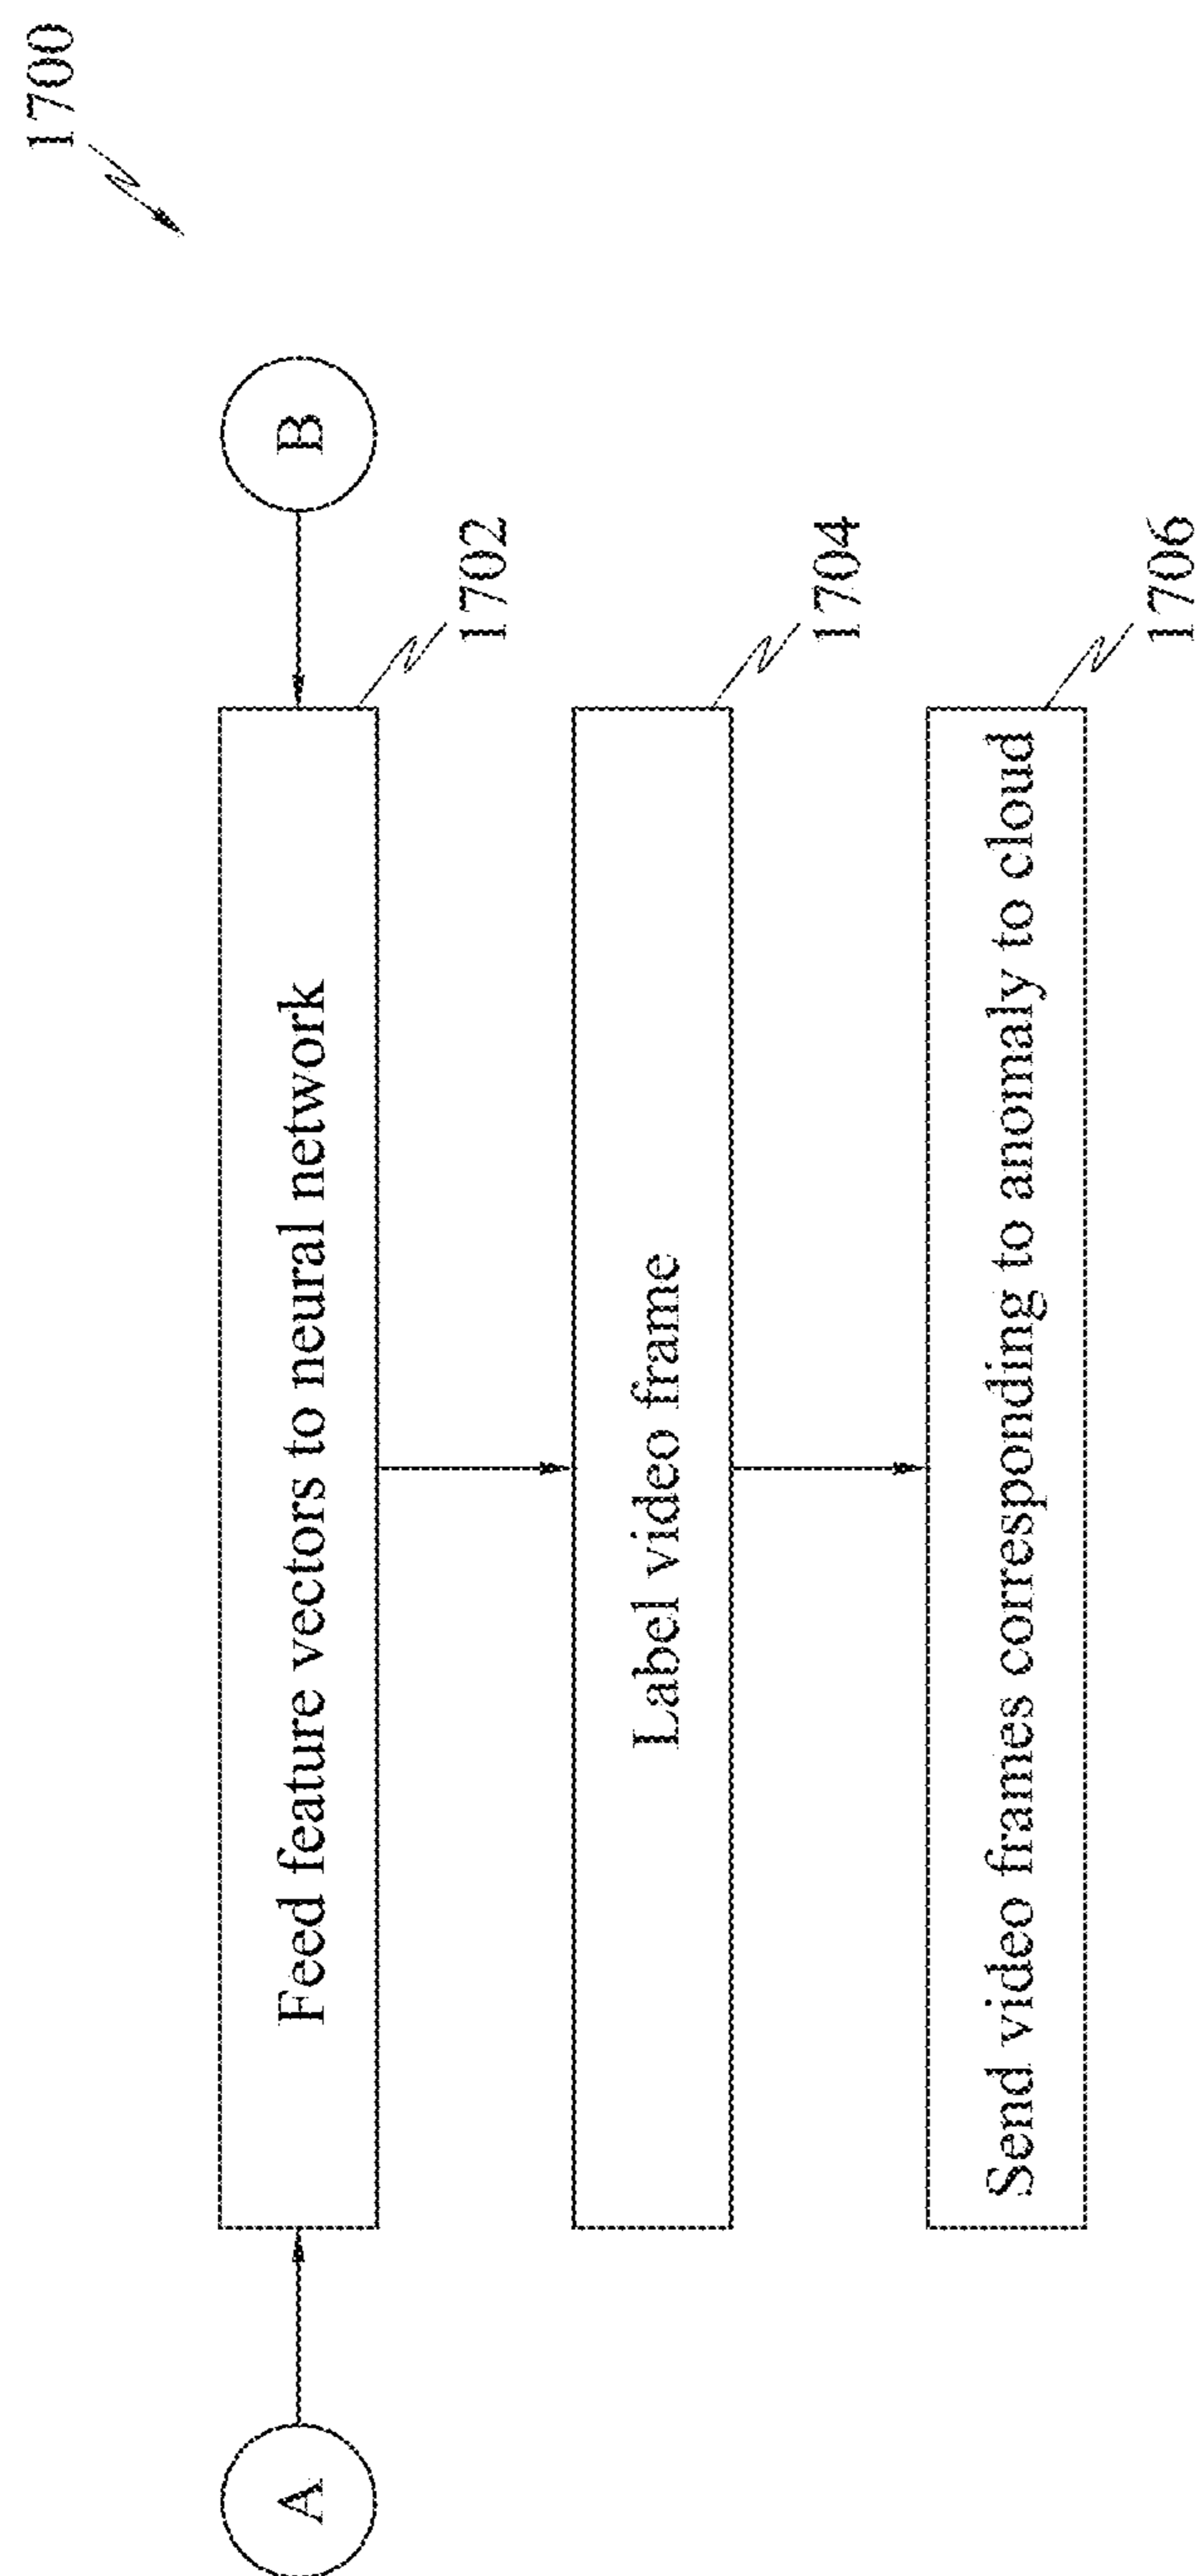 1700
A
B
Feed feature vectors to neural network
1702
Label video frame
1704
Send video frames corresponding to anomaly to cloud
1706